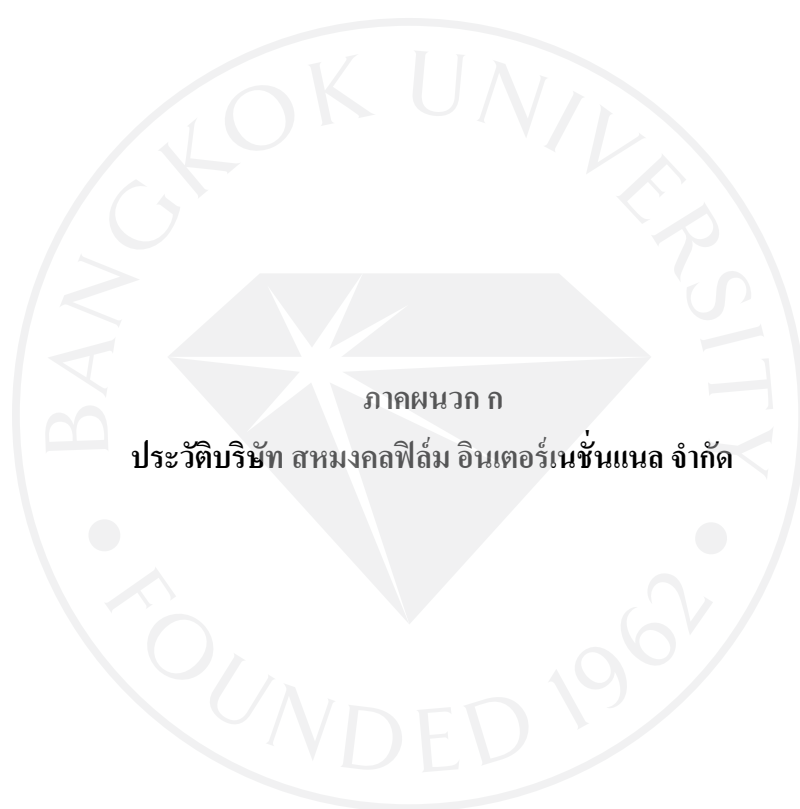 BANGKOK UNIVERSITY
ภาคผนวก ก
ประวัติบริษัท สหมงคลฟิล์ม อินเตอร์เนชั่นแนล จำกัด
FOUNDED 1962